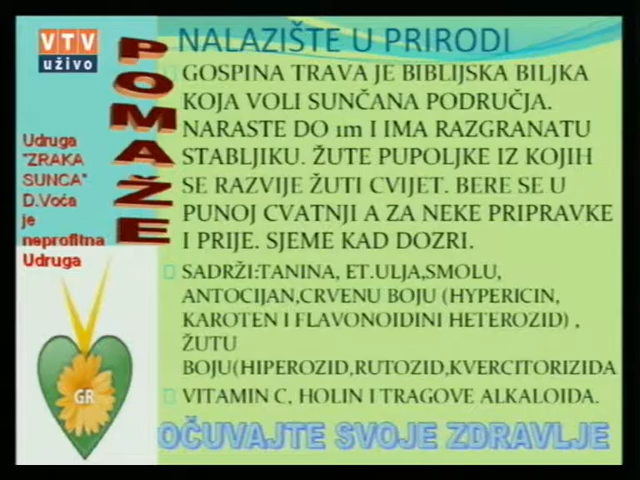 VTV
uživo
POMAŽE
Udruga
"ZRAKA
SUNCA"
D.Voća
je
neprofitna
Udruga
GR
NALAZIŠTE U PRIRODI
GOSPINA TRAVA JE BIBLIJSKA BILJKA
KOJA VOLI SUNČANA PODRUČJA.
NARASTE DO 1m I IMA RAZGRANATU
STABLJIKU. ŽUTE PUPOLJKE IZ KOJIH
SE RAZVIJE ŽUTI CVIJET. BERE SE U
PUNOJ CVATNJI A ZA NEKE PRIPRAVKE
I PRIJE. SJEME KAD DOZRI.
SADRŽI:TANINA, ET.ULJA,SMOLU,
ANTOCIJAN,CRVENU BOJU (HYPERICIN,
KAROTEN I FLAVONOIDINI HETEROZID) ,
ŽUTU
BOJU(HIPEROZID,RUTOZID,KVERCITORIZIDA
VITAMIN C, HOLIN I TRAGOVE ALKALOIDA.
OČUVAJTE SVOJE ZDRAVLJE